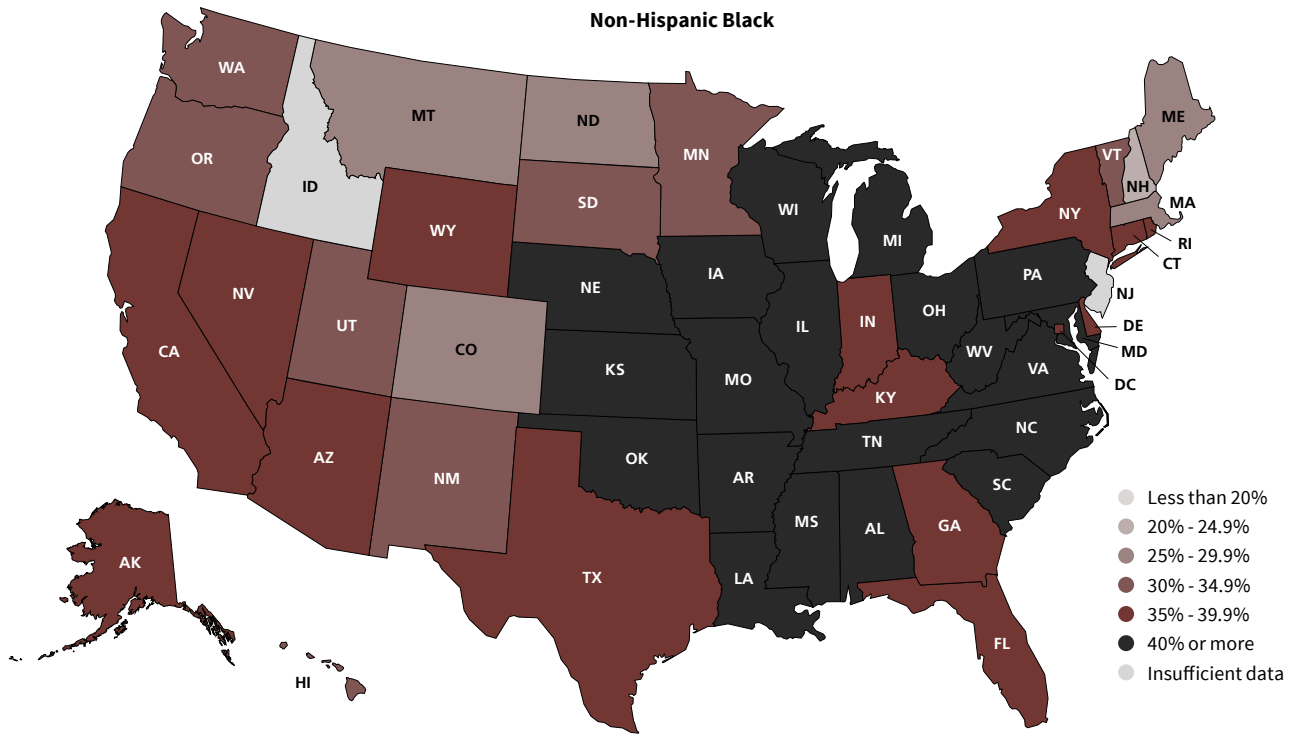 Non-Hispanic Black
WA
MT
ND
MN
ME
OR
ID
SD
WI
VT
NH
MA
WY
MI
NY
RI
CT
NV
NE
IA
PA
NJ
UT
CO
IL
IN
OH
DE
CA
KS
MO
WV
VA
MD
DC
KY
AZ
NM
OK
TN
NC
AR
SC
MS
AL
GA
AK
TX
LA
FL
HI
Less than 20%
20% - 24.9%
25% - 29.9%
30% - 34.9%
35% - 39.9%
40% or more
Insufficient data